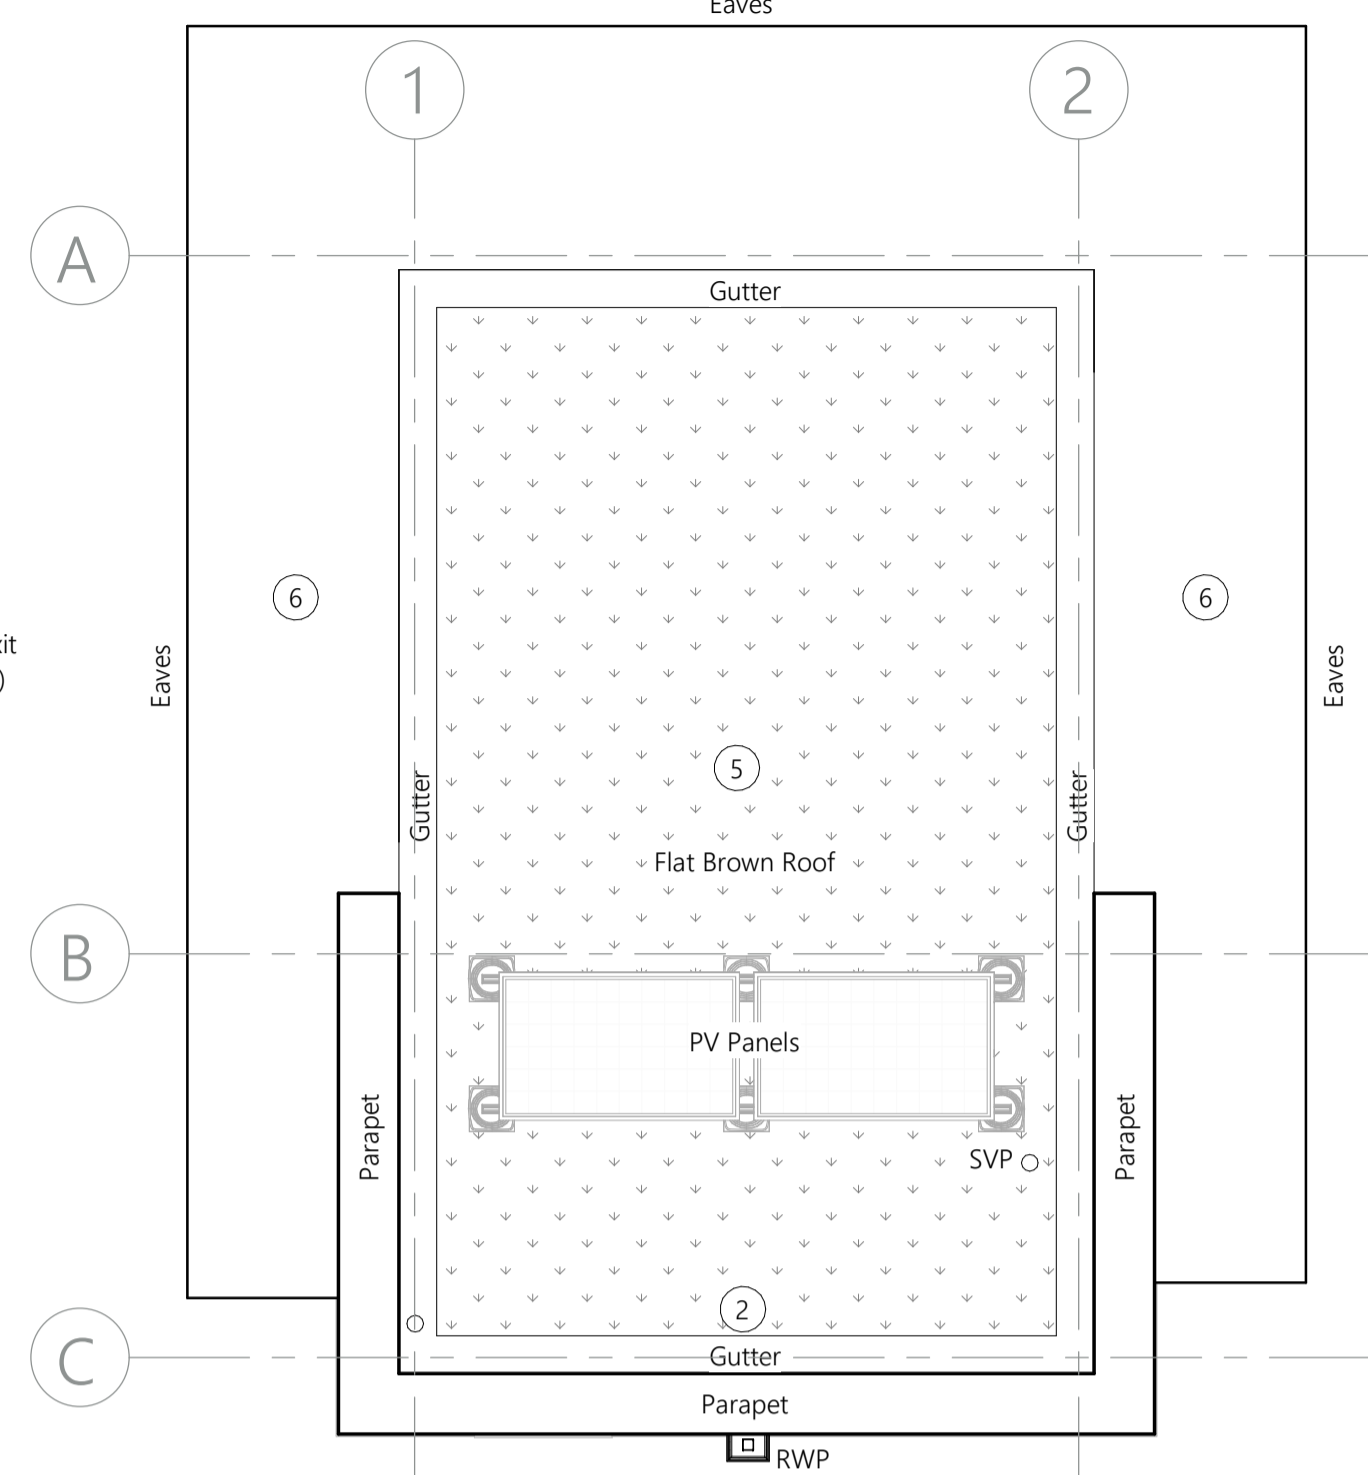 Eaves
1
2
A
Gutter
6
6
xit
)
Eaves
Eaves
5
Gutter
Gutter
Flat Brown Roof
B
PV Panels
Parapet
Parapet
SVP
2
C
Gutter
Parapet
RWP